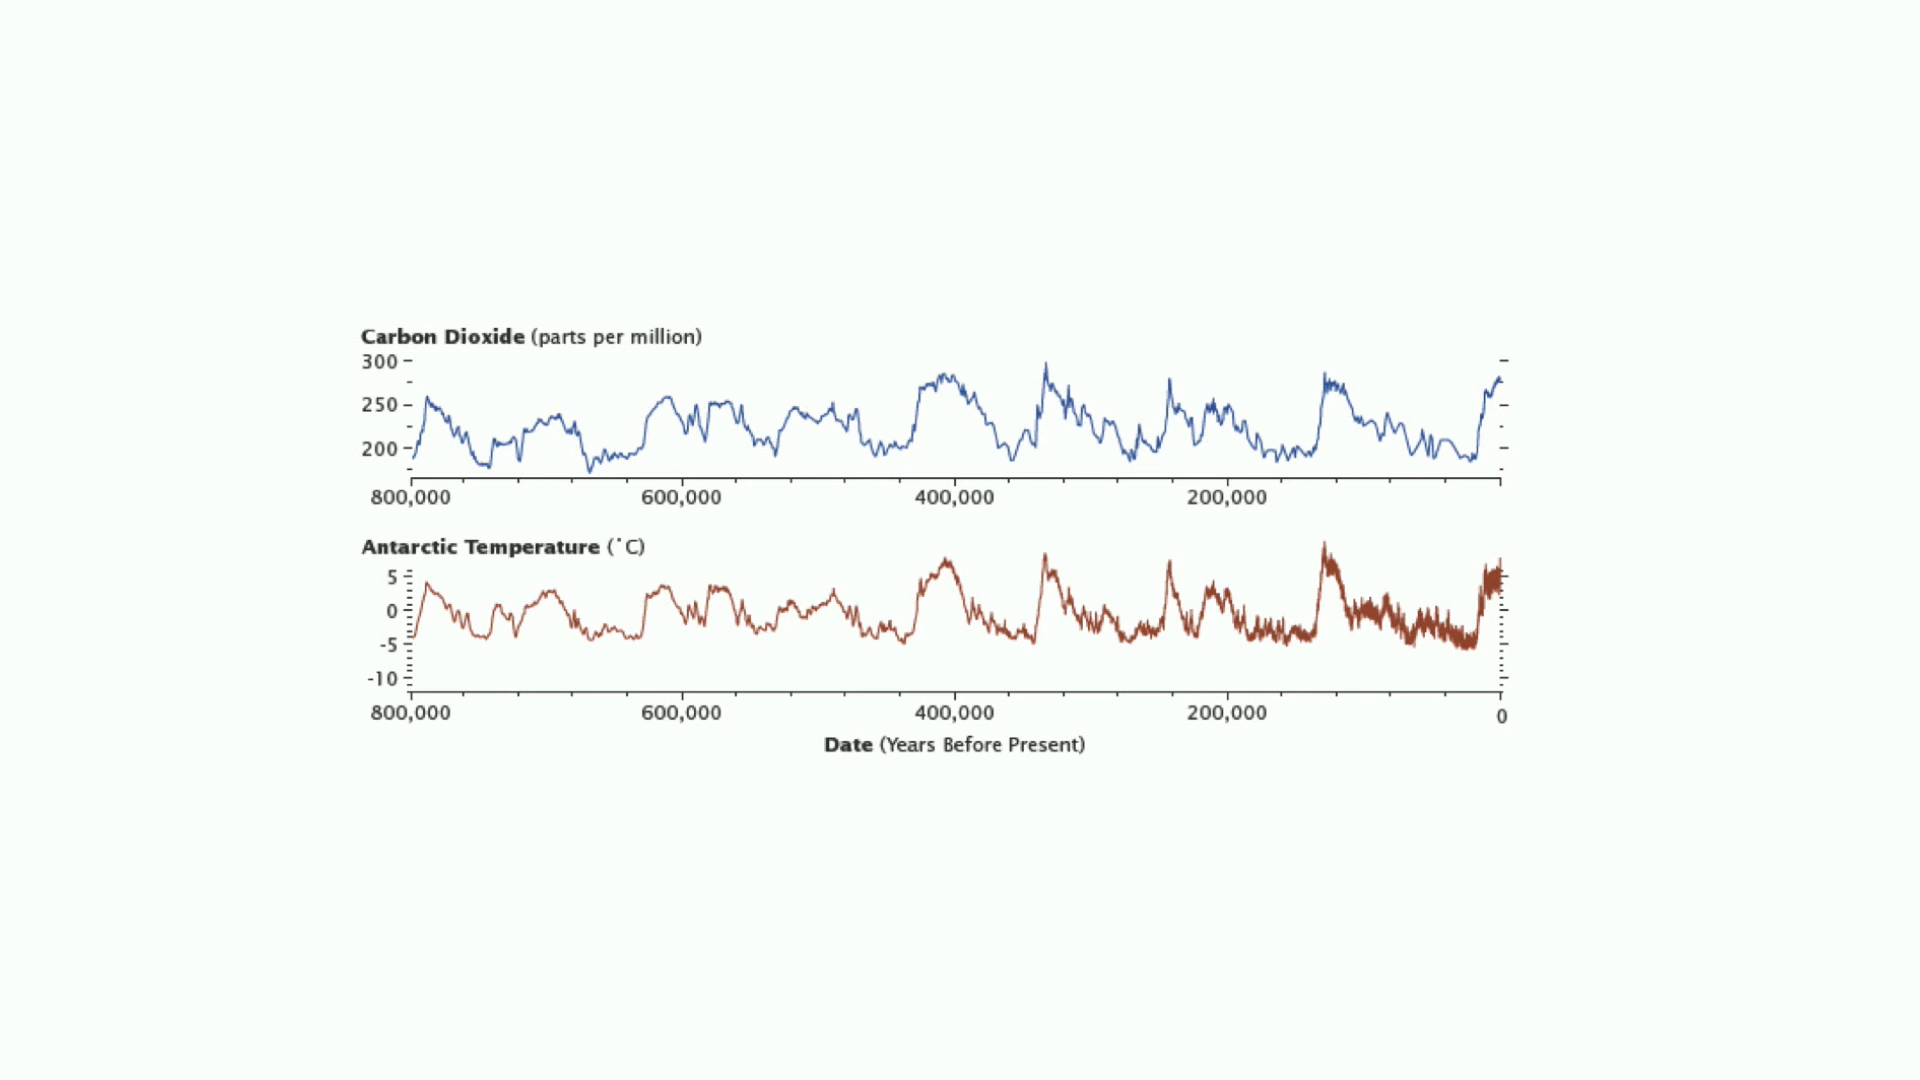 Carbon Dioxide (parts per million)
300
250
200
800,000 600,000 400,000 200,000
Antarctic Temperature (˚C)
5
0
-5
-10
800,000 600,000 400,000 200,000 0
Date (Years Before Present)